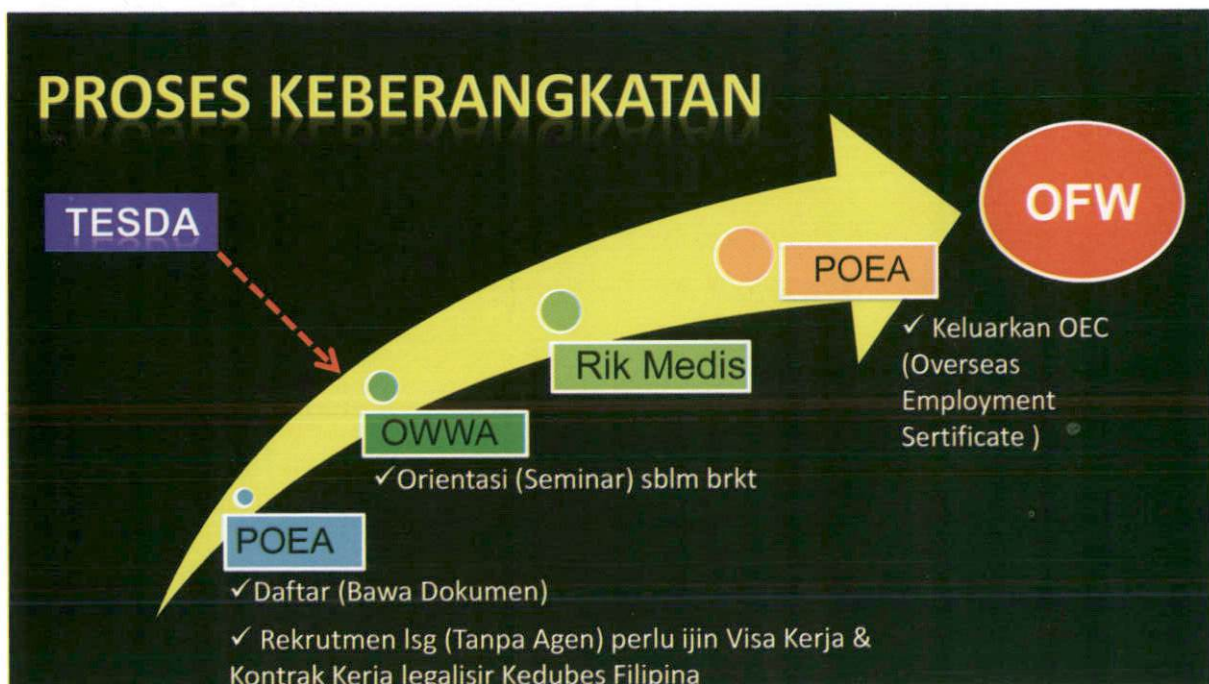 PROSES KEBERANGKATAN
TESDA
OFW
POEA
✓ Keluarkan OEC
(Overseas
Employment
Sertificate )
Rik Medis
OWWA
✓Orientasi (Seminar) sblm brkt
POEA
✓Daftar (Bawa Dokumen)
✓ Rekrutmen lsg (Tanpa Agen) perlu ijin Visa Kerja &
Kontrak Kerja legalisir Kedubes Filipina